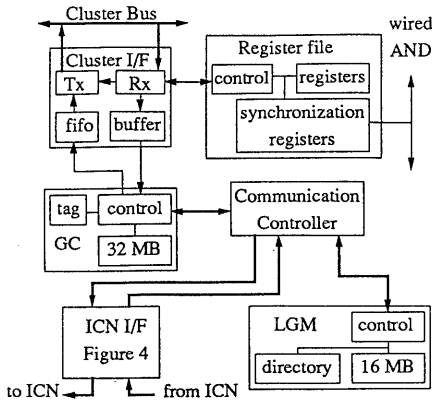 Cluster Bus
wired
AND
Cluster I/F
Tx
Rx
fifo
buffer
Register file
control
registers
synchronization
registers
tag
control
GC
32 MB
Communication
Controller
ICN I/F
Figure 4
LGM
control
directory
16 MB
to ICN
from ICN